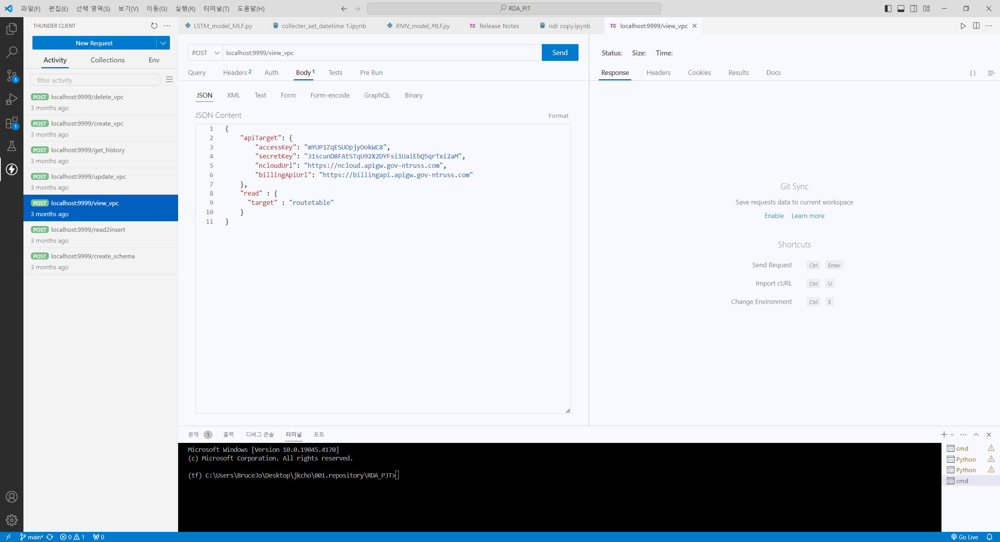 파일(F) 편집(E) 선택 영역(S) 보기(V) 이동(G) 실행(R) 터미널(T) 도움말(H) RDA_PJT
THUNDER CLIENT
New Request
Activity Collections Env
filter activity
POST localhost:9999/delete_vpc
3 months ago
POST localhost:9999/create_vpc
3 months ago
POST localhost:9999/get_history
3 months ago
POST localhost:9999/update_vpc
3 months ago
POST localhost:9999/view_vpc
3 months ago
POST localhost:9999/read2insert
3 months ago
POST localhost:9999/create_schema
3 months ago
5
1
LSTM_model_MLF.py collecter_set_datetime 1.ipynb RNN_model_MLF.py TC Release Notes ndr copy.ipynb TC localhost:9999/view_vpc
POST localhost:9999/view_vpc Send
Query Headers 2 Auth Body 1 Tests Pre Run
JSON XML Text Form Form-encode GraphQL Binary
JSON Content Format
1 {
2 "apiTarget": {
3 "accessKey": "mYUP1ZqESUOpjyOokWC8",
4 "secretKey": "31scunD8FAtSTqU92X2DYFsi1UaiEbQ5qrTxi2aM",
5 "ncloudUrl": "https://ncloud.apigw.gov-ntruss.com",
6 "billingApiUrl": "https://billingapi.apigw.gov-ntruss.com"
7 },
8 "read" : {
9 "target" : "routetable"
10 }
11 }
Status: Size: Time:
Response Headers Cookies Results Docs {}
Git Sync
Save requests data to current workspace
Enable Learn more
Shortcuts
Send Request Ctrl Enter
Import cURL Ctrl U
Change Environment Ctrl E
문제 1 출력 디버그 콘솔 터미널 포트
Microsoft Windows [Version 10.0.19045.4170]
(c) Microsoft Corporation. All rights reserved.
(tf) C:\Users\BruceJo\Desktop\jkcho\001.repository\RDA_PJT>
cmd
Python
Python
cmd
main* 0 1 0 Go Live